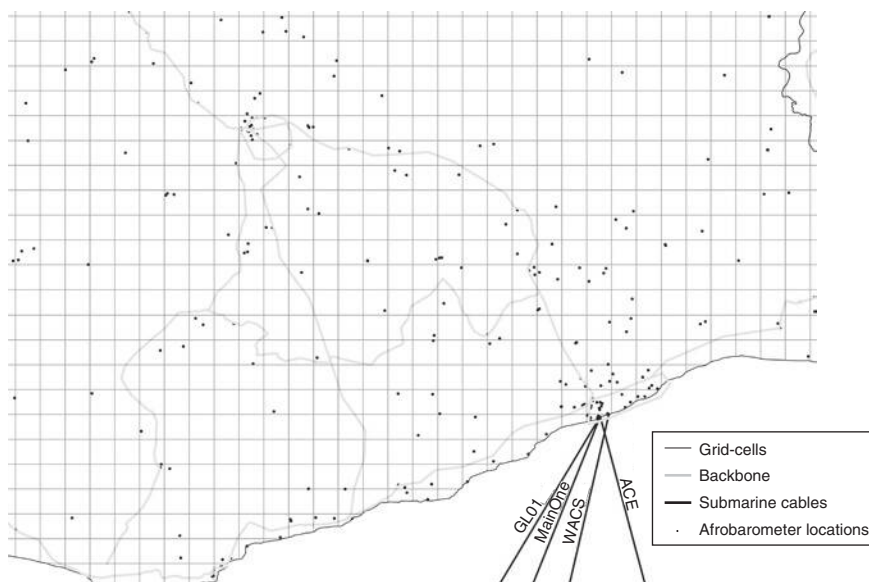 GL01
MainOne
WACS
ACE
Grid-cells
Backbone
Submarine cables
Afrobarometer locations